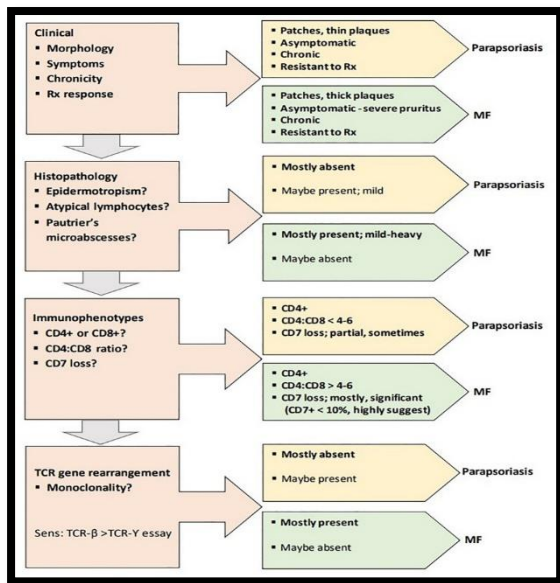 Clinical
▪ Morphology
▪ Symptoms
▪ Chronicity
▪ Rx response
▪ Patches, thin plaques
▪ Asymptomatic
▪ Chronic
▪ Resistant to Rx
Parapsoriasis
▪ Patches, thick plaques
▪ Asymptomatic - severe pruritus
▪ Chronic
▪ Resistant to Rx
MF
Histopathology
▪ Epidermotropism?
▪ Atypical lymphocytes?
▪ Pautrier's
microabscesses?
▪ Mostly absent
▪ Maybe present; mild
Parapsoriasis
▪ Mostly present; mild-heavy
▪ Maybe absent
MF
Immunophenotypes
▪ CD4+ or CD8+?
▪ CD4:CD8 ratio?
▪ CD7 loss?
▪ CD4+
▪ CD4:CD8 < 4-6
▪ CD7 loss; partial, sometimes
Parapsoriasis
▪ CD4+
▪ CD4:CD8 > 4-6
▪ CD7 loss; mostly, significant
(CD7+ < 10%, highly suggest)
MF
TCR gene rearrangement
▪ Monoclonality?
Sens: TCR-β >TCR-Y essay
▪ Mostly absent
▪ Maybe present
Parapsoriasis
▪ Mostly present
▪ Maybe absent
MF